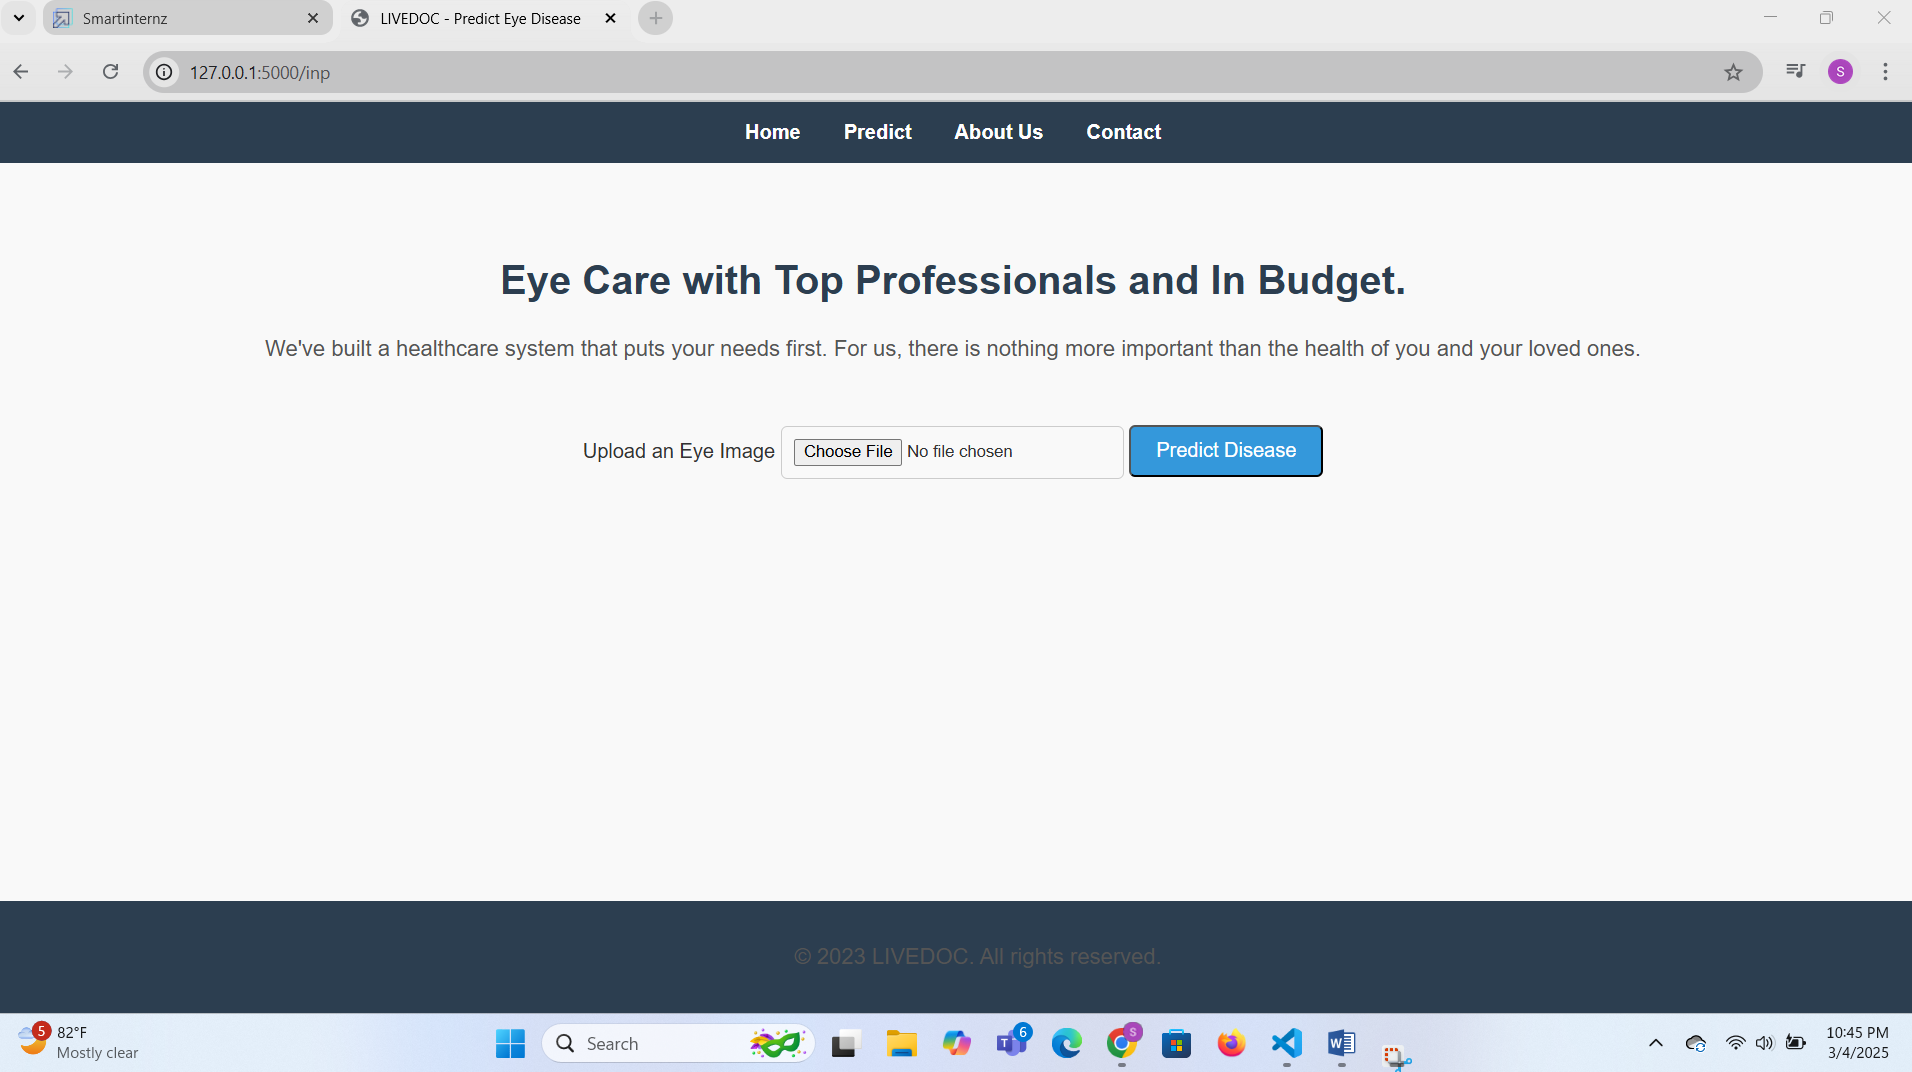 Smartinternz
LIVEDOC - Predict Eye Disease
127.0.0.1:5000/inp
S
Home Predict About Us Contact
Eye Care with Top Professionals and In Budget.
We've built a healthcare system that puts your needs first. For us, there is nothing more important than the health of you and your loved ones.
Upload an Eye Image Choose File No file chosen Predict Disease
© 2023 LIVEDOC. All rights reserved.
5
82°F
Mostly clear
Search
T
6
S
W
10:45 PM
3/4/2025